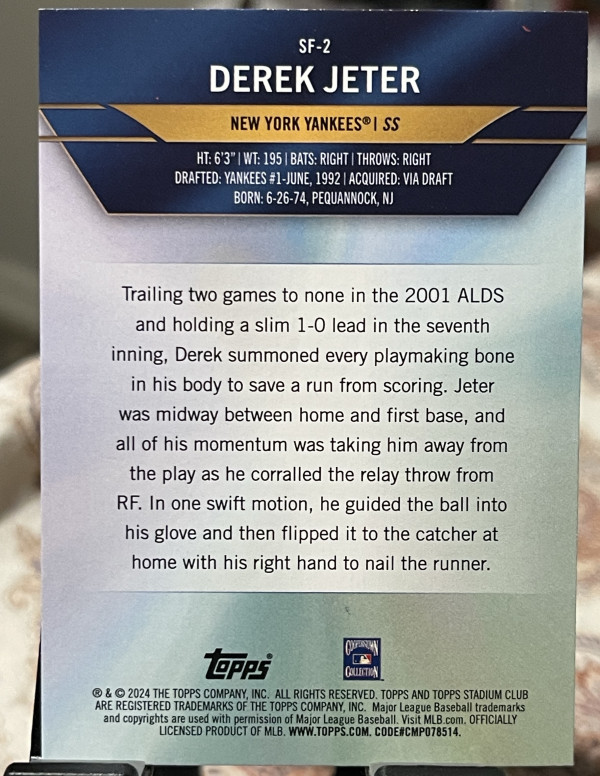 SF-2
DEREK JETER
NEW YORK YANKEES® | SS
HT: 6'3" | WT: 195 | BATS: RIGHT | THROWS: RIGHT
DRAFTED: YANKEES #1-JUNE, 1992 | ACQUIRED: VIA DRAFT
BORN: 6-26-74, PEQUANNOCK, NJ
Trailing two games to none in the 2001 ALDS
and holding a slim 1-0 lead in the seventh
inning, Derek summoned every playmaking bone
in his body to save a run from scoring. Jeter
was midway between home and first base, and
all of his momentum was taking him away from
the play as he corralled the relay throw from
RF. In one swift motion, he guided the ball into
his glove and then flipped it to the catcher at
home with his right hand to nail the runner.
Topps®
COOPERSTOWN
COLLECTION
® & © 2024 THE TOPPS COMPANY, INC. ALL RIGHTS RESERVED. TOPPS AND TOPPS STADIUM CLUB
ARE REGISTERED TRADEMARKS OF THE TOPPS COMPANY, INC. Major League Baseball trademarks
and copyrights are used with permission of Major League Baseball. Visit MLB.com. OFFICIALLY
LICENSED PRODUCT OF MLB. WWW.TOPPS.COM. CODE#CMP078514.